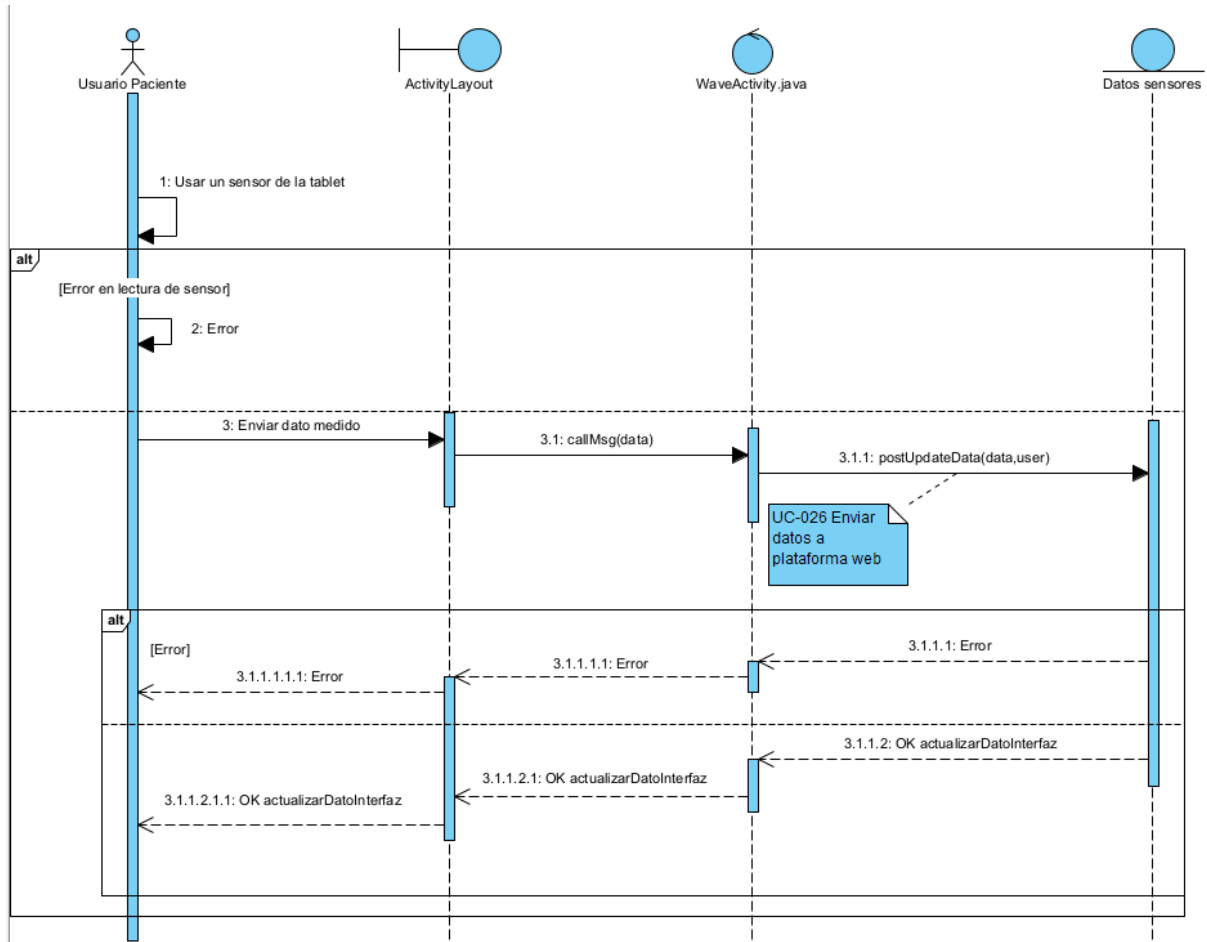 Usuario Paciente
ActivityLayout
WaveActivity.java
Datos sensores
1: Usar un sensor de la tablet
alt
[Error en lectura de sensor]
2: Error
3: Enviar dato medido
3.1: callMsg(data)
3.1.1: postUpdateData(data,user)
UC-026 Enviar
datos a
plataforma web
alt
[Error]
3.1.1.1: Error
3.1.1.1.1: Error
3.1.1.1.1.1: Error
3.1.1.2: OK actualizarDatoInterfaz
3.1.1.2.1: OK actualizarDatoInterfaz
3.1.1.2.1.1: OK actualizarDatoInterfaz